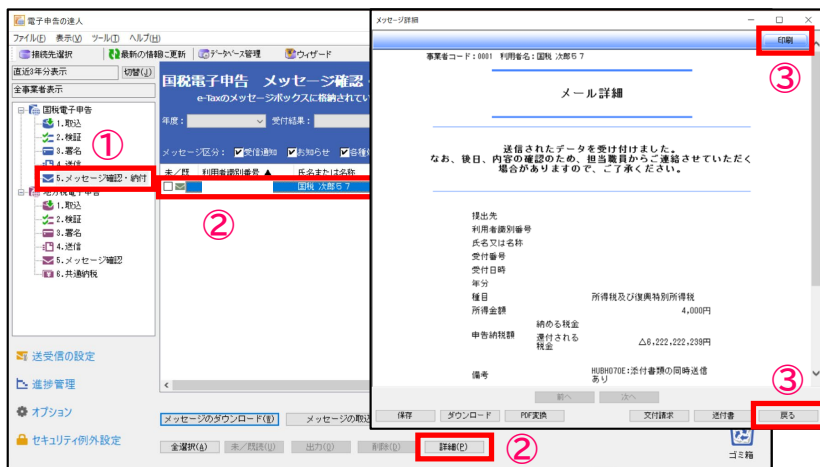 電子申告の達人
ファイル(F) 表示(V) ツール(T) ヘルプ(H)
接続先選択 最新の情報に更新 データベース管理 ウィザード
直近3年分表示 切替(J)
全事業者表示
国税電子申告
1.取込
2.検証
3.署名
4.送信
5.メッセージ確認・納付
地方税電子申告
1.取込
2.検証
3.署名
4.送信
5.メッセージ確認
6.共通納税
①
送受信の設定
進捗管理
オプション
セキュリティ例外設定
国税電子申告 メッセージ確認・
e-Taxのメッセージボックスに格納されてい
年度： 受付結果：
メッセージ区分： 受信通知 お知らせ 各種
未/既 利用者識別番号 ▲ 氏名または名称
国税 次郎57
②
メッセージのダウンロード(W) メッセージの取込
全選択(A) 未/既読(U) 出力(O) 削除(D) 詳細(P)
②
ゴミ箱
メッセージ詳細
印刷
③
事業者コード：0001 利用者名：国税 次郎57
メール詳細
送信されたデータを受け付けました。
なお、後日、内容の確認のため、担当職員からご連絡させていただく
場合がありますので、ご了承ください。
提出先
利用者識別番号
氏名又は名称
受付番号
受付日時
年分
種目 所得税及び復興特別所得税
所得金額 4,000円
申告納税額 納める税金
還付される税金 △6,222,222,239円
備考 HUBH070E:添付書類の同時送信
あり
前へ 次へ
③
保存 ダウンロード PDF変換 交付請求 送付書 戻る